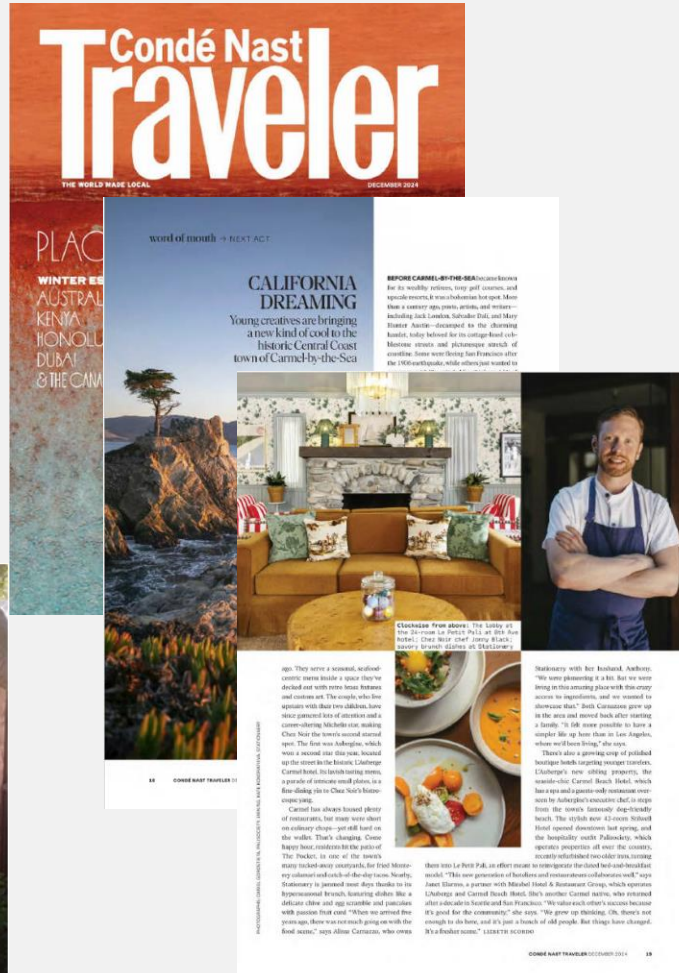 Condé Nast
Traveler
THE WORLD MADE LOCAL
DECEMBER 2024
PLAC
WINTER ES
AUSTRAL
KENYA
HONOLU
DUBAI
& THE CANA
word of mouth → NEXT ACT
CALIFORNIA
DREAMING
Young creatives are bringing
a new kind of cool to the
historic Central Coast
town of Carmel-by-the-Sea
BEFORE CARMEL-BY-THE-SEA became known
for its wealthy retirees, tony golf courses, and
upscale resorts, it was a bohemian hot spot. More
than a century ago, poets, artists, and writers—
including Jack London, Salvador Dalí, and Mary
Hunter Austin—decamped to the charming
hamlet, today beloved for its cottage-lined cob-
blestone streets and picturesque stretch of
coastline. Some were fleeing San Francisco after
the 1906 earthquake, while others just wanted to
18
CONDÉ NAST TRAVELER
Clockwise from above: The lobby at
the 24-room Le Petit Pali at 8th Ave
hotel; Chez Noir chef Jonny Black;
savory brunch dishes at Stationery
ago. They serve a seasonal, seafood-
centric menu inside a space they've
decked out with retro brass fixtures
and custom art. The couple, who live
upstairs with their two children, have
since garnered lots of attention and a
career-altering Michelin star, making
Chez Noir the town's second starred
spot. The first was Aubergine, which
won a second star this year, located
up the street in the historic L'Auberge
Carmel hotel. Its lavish tasting menu,
a parade of intricate small plates, is a
fine-dining yin to Chez Noir's bistro-
esque yang.
Carmel has always housed plenty
of restaurants, but many were short
on culinary chops—yet still hard on
the wallet. That's changing. Come
happy hour, residents hit the patio of
The Pocket, in one of the town's
many tucked-away courtyards, for fried Monte-
rey calamari and catch-of-the-day tacos. Nearby,
Stationery is jammed most days thanks to its
hyperseasonal brunch, featuring dishes like a
delicate chive and egg scramble and pancakes
with passion fruit curd. "When we arrived five
years ago, there was not much going on with the
food scene," says Alissa Carnazzo, who owns
Stationery with her husband, Anthony.
"We were pioneering it a bit. But we were
living in this amazing place with this crazy
access to ingredients, and we wanted to
showcase that." Both Carnazzos grew up
in the area and moved back after starting
a family. "It felt more possible to have a
simpler life up here than in Los Angeles,
where we'd been living," she says.
There's also a growing crop of polished
boutique hotels targeting younger travelers.
L'Auberge's new sibling property, the
seaside-chic Carmel Beach Hotel, which
has a spa and a guests-only restaurant over-
seen by Aubergine's executive chef, is steps
from the town's famously dog-friendly
beach. The stylish new 42-room Stilwell
Hotel opened downtown last spring, and
the hospitality outfit Palisociety, which
operates properties all over the country,
recently refurbished two older inns, turning
them into Le Petit Pali, an effort meant to reinvigorate the dated bed-and-breakfast
model. "This new generation of hoteliers and restaurateurs collaborates well," says
partner with Mirabel Hotel & Restaurant Group, which operates
L'Auberge and Carmel Beach Hotel. She's another Carmel native, who returned
after a decade in Seattle and San Francisco. "We value each other's success because
it's good for the community," she says. "We grew up thinking, Oh, there's not
enough to do here, and it's just a bunch of old people. But things have changed.
It's a fresher scene." LIZBETH SCORDO
CONDÉ NAST TRAVELER DECEMBER 2024
19